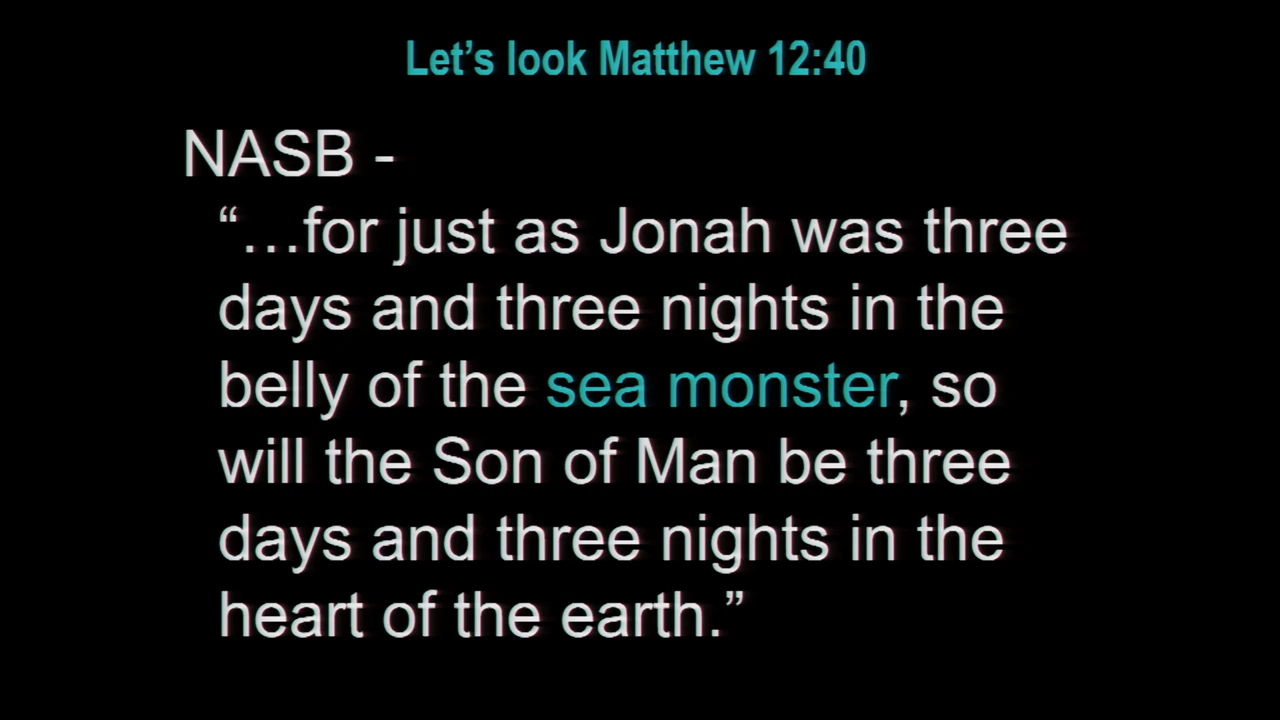 Let’s look Matthew 12:40
NASB -
“…for just as Jonah was three
days and three nights in the
belly of the sea monster, so
will the Son of Man be three
days and three nights in the
heart of the earth.”